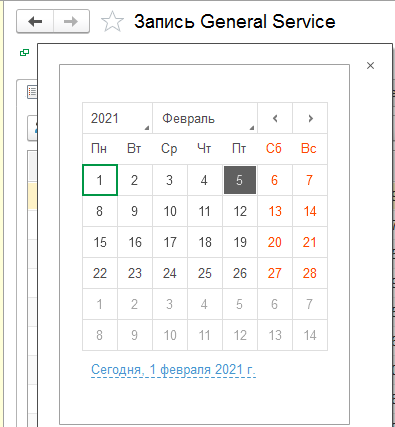 Запись General Service
2021 Февраль
Пн Вт Ср Чт Пт Сб Вс
1 2 3 4 5 6 7
8 9 10 11 12 13 14
15 16 17 18 19 20 21
22 23 24 25 26 27 28
1 2 3 4 5 6 7
8 9 10 11 12 13 14
Сегодня, 1 февраля 2021 г.